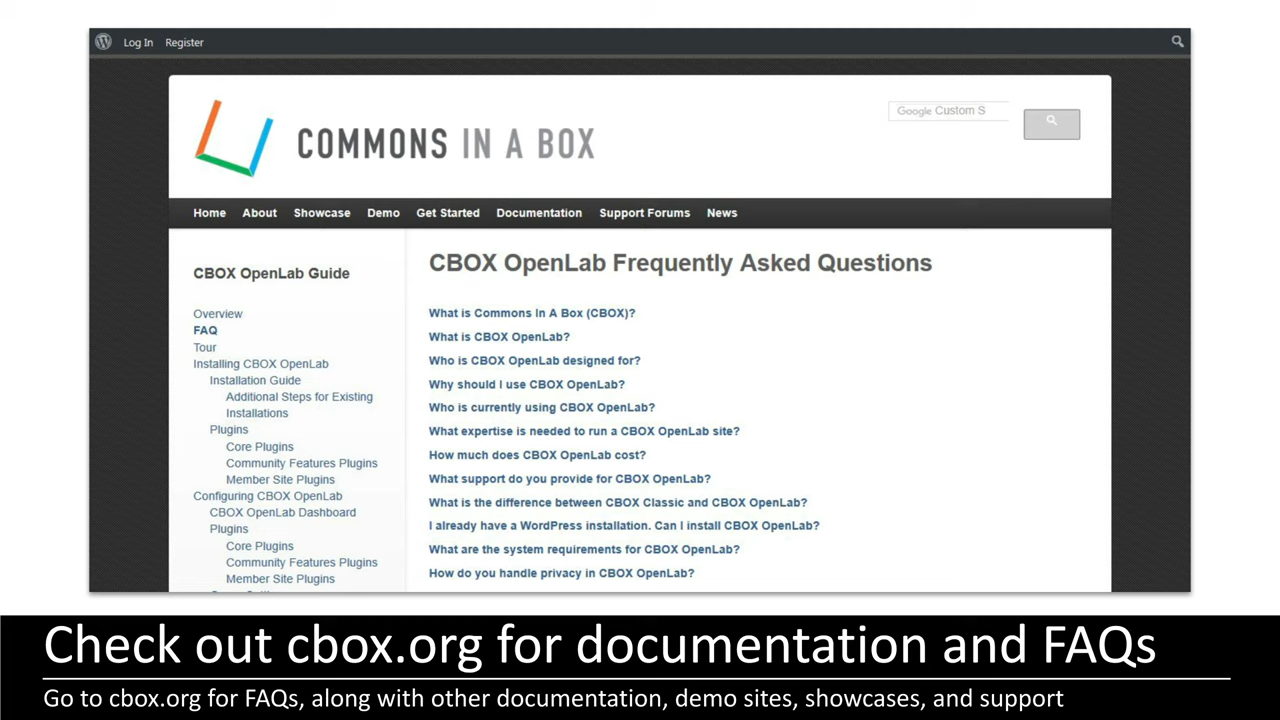 Log In Register
COMMONS IN A BOX
Google Custom S
Home About Showcase Demo Get Started Documentation Support Forums News
CBOX OpenLab Guide
Overview
FAQ
Tour
Installing CBOX OpenLab
Installation Guide
Additional Steps for Existing
Installations
Plugins
Core Plugins
Community Features Plugins
Member Site Plugins
Configuring CBOX OpenLab
CBOX OpenLab Dashboard
Plugins
Core Plugins
Community Features Plugins
Member Site Plugins
CBOX OpenLab Frequently Asked Questions
What is Commons In A Box (CBOX)?
What is CBOX OpenLab?
Who is CBOX OpenLab designed for?
Why should I use CBOX OpenLab?
Who is currently using CBOX OpenLab?
What expertise is needed to run a CBOX OpenLab site?
How much does CBOX OpenLab cost?
What support do you provide for CBOX OpenLab?
What is the difference between CBOX Classic and CBOX OpenLab?
I already have a WordPress installation. Can I install CBOX OpenLab?
What are the system requirements for CBOX OpenLab?
How do you handle privacy in CBOX OpenLab?
Check out cbox.org for documentation and FAQs
Go to cbox.org for FAQs, along with other documentation, demo sites, showcases, and support